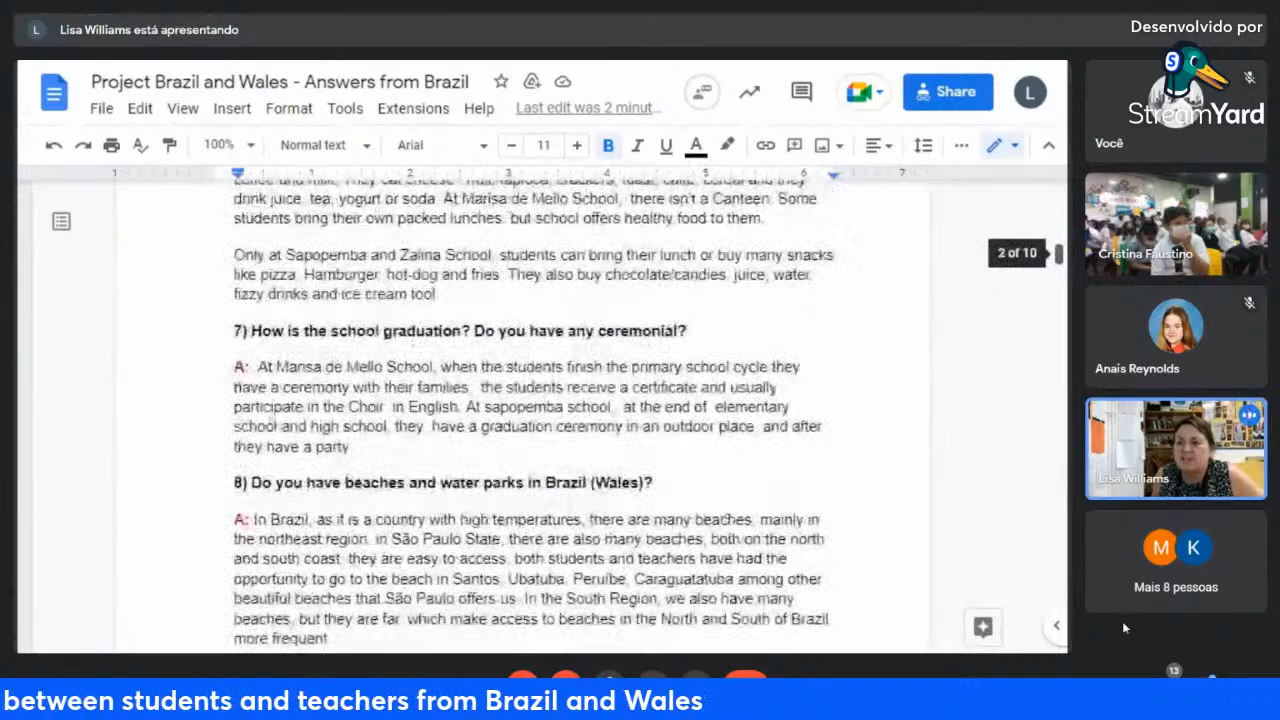 Lisa Williams está apresentando
Desenvolvido por
StreamYard
Project Brazil and Wales - Answers from Brazil
File Edit View Insert Format Tools Extensions Help Last edit was 2 minut...
Share
L
100% Normal text Arial 11
1 1 2 3 4 5 6 7
drink juice, tea, yogurt or soda. At Marisa de Mello School, there isn't a Canteen. Some
students bring their own packed lunches, but school offers healthy food to them.
Only at Sapopemba and Zalina School, students can bring their lunch or buy many snacks
like pizza, Hamburger, hot-dog and fries. They also buy chocolate/candies, juice, water,
fizzy drinks and ice cream too!
2 of 10
7) How is the school graduation? Do you have any ceremonial?
A: At Marisa de Mello School, when the students finish the primary school cycle they
have a ceremony with their families, the students receive a certificate and usually
participate in the Choir in English. At sapopemba school, at the end of elementary
school and high school, they have a graduation ceremony in an outdoor place and after
they have a party.
8) Do you have beaches and water parks in Brazil (Wales)?
A: In Brazil, as it is a country with high temperatures, there are many beaches, mainly in
the northeast region, in São Paulo State, there are also many beaches, both on the north
and south coast, they are easy to access, both students and teachers have had the
opportunity to go to the beach in Santos, Ubatuba, Peruíbe, Caraguatatuba among other
beautiful beaches that São Paulo offers us. In the South Region, we also have many
beaches, but they are far, which make access to beaches in the North and South of Brazil
more frequent.
Você
Cristina Faustino
Anais Reynolds
Lisa Williams
M K
Mais 8 pessoas
13
between students and teachers from Brazil and Wales